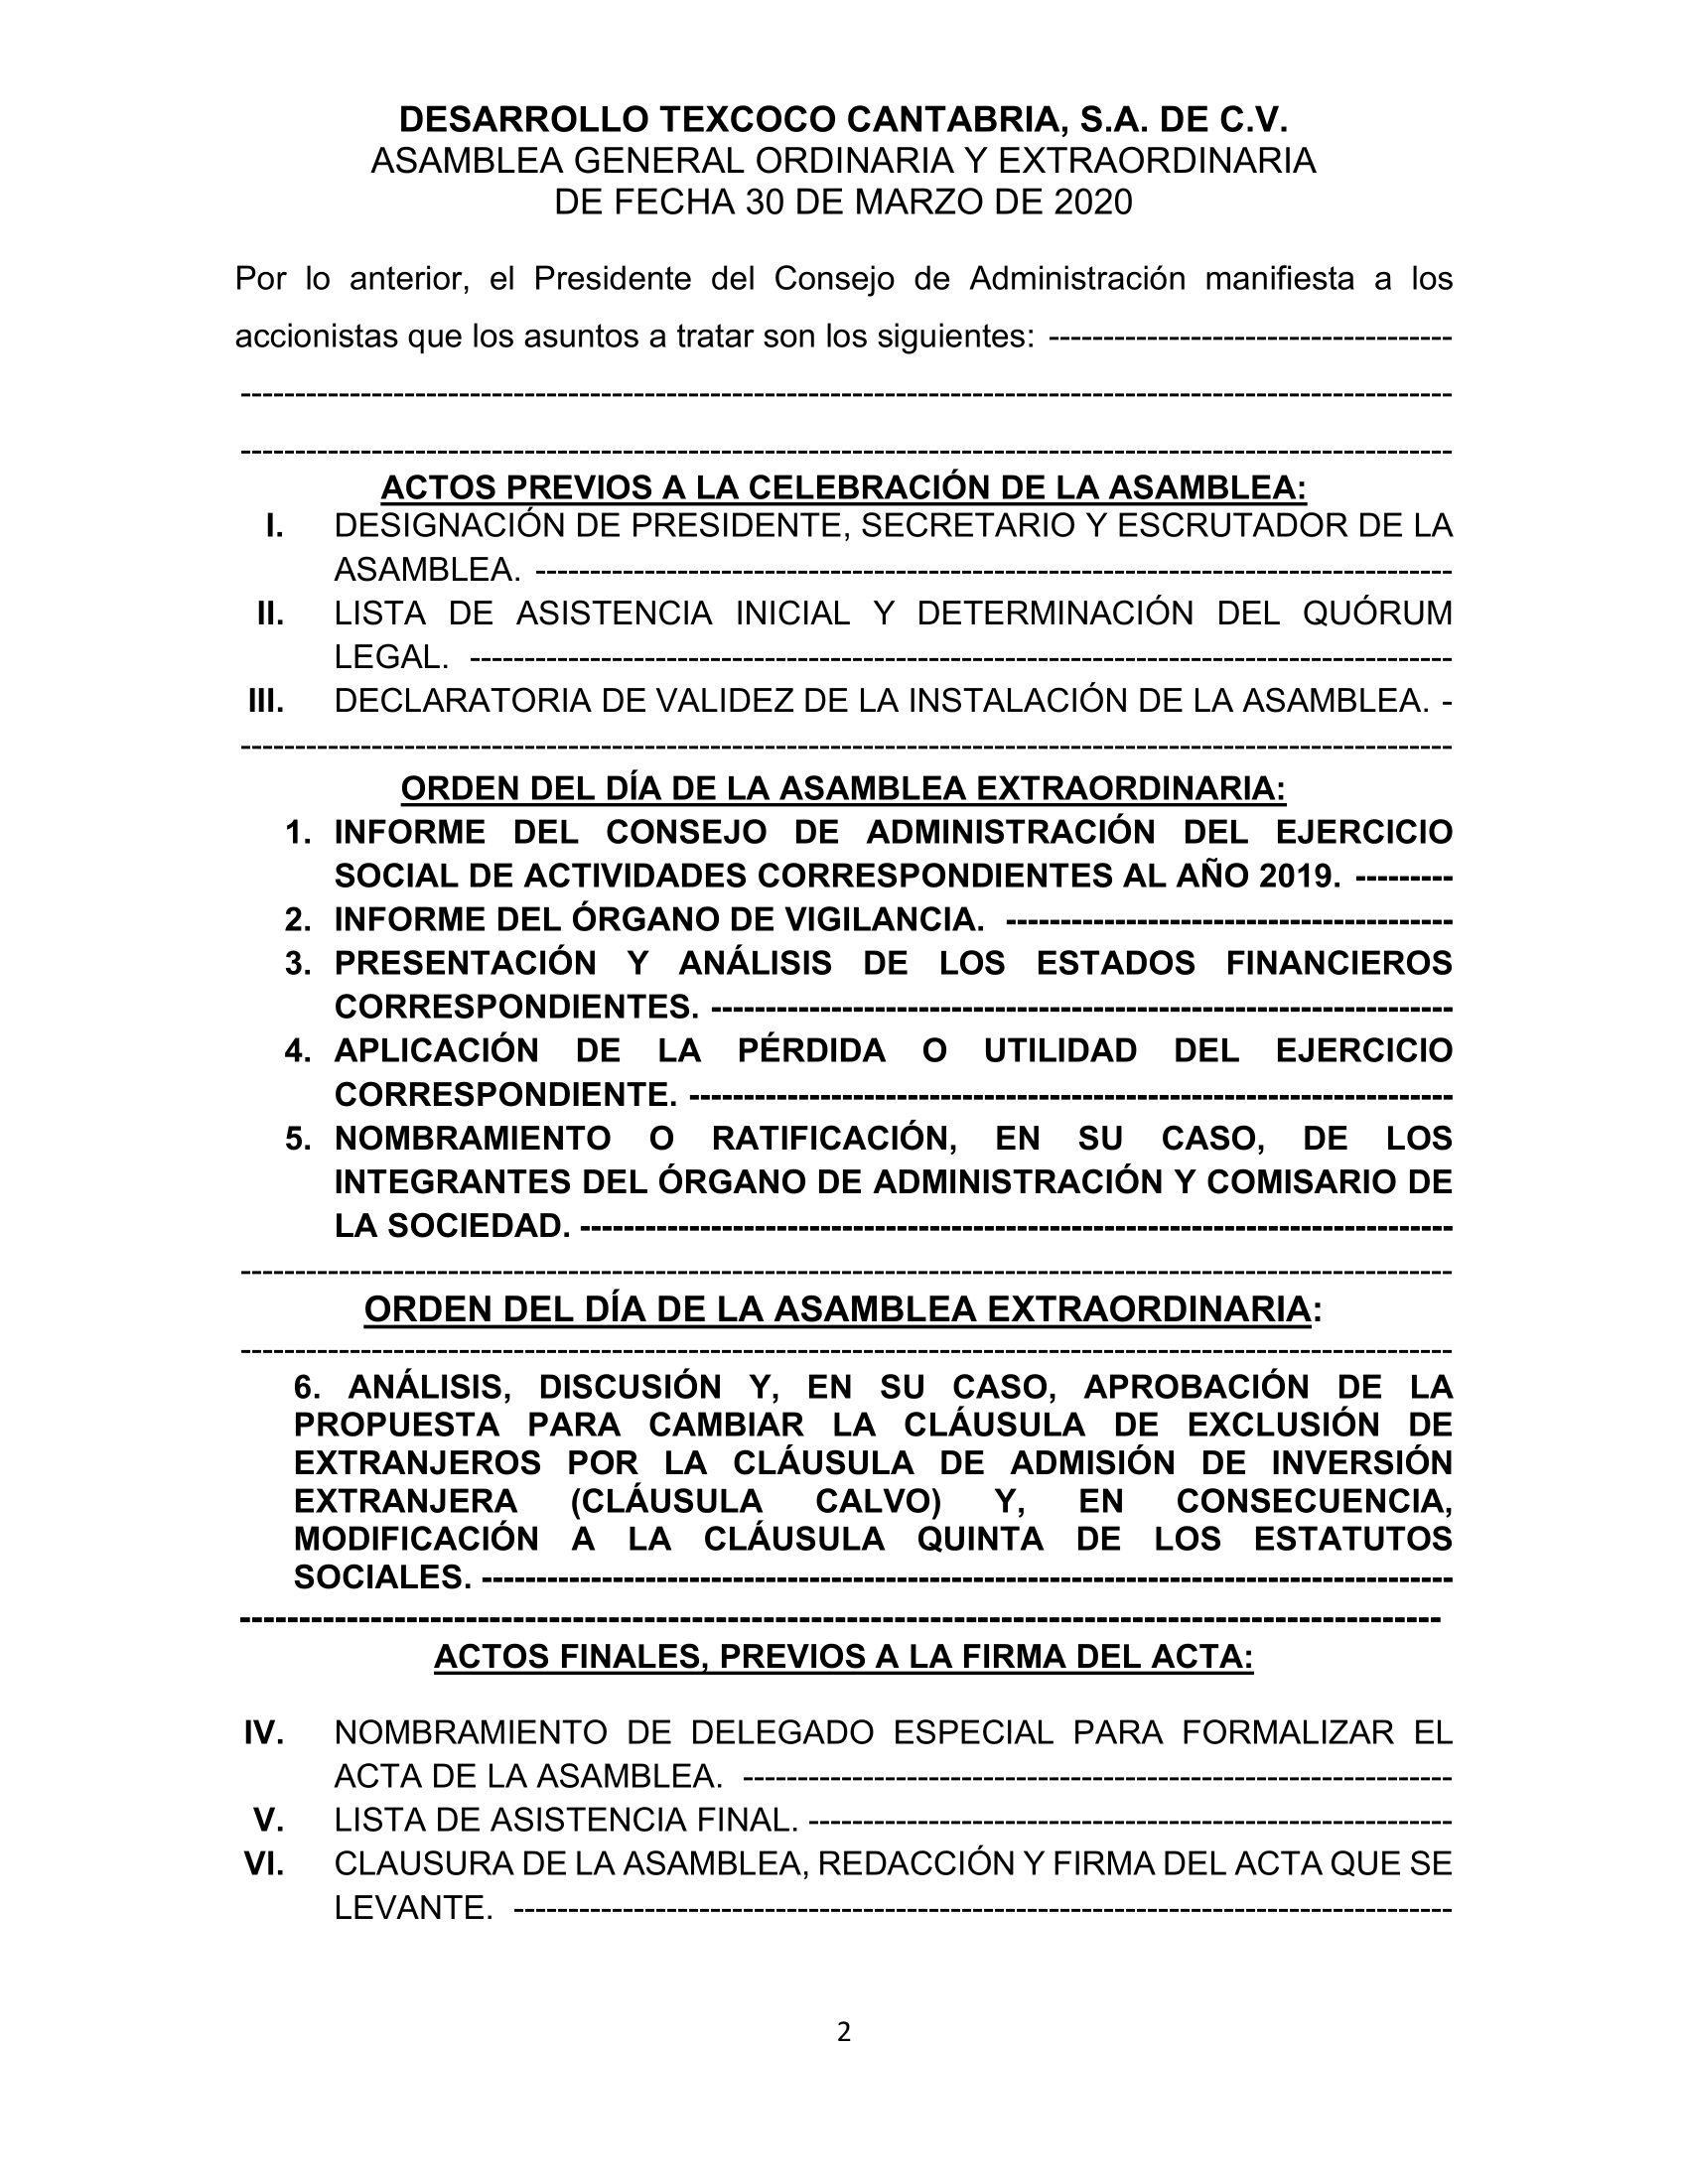 DESARROLLO TEXCOCO CANTABRIA, S.A. DE C.V.
ASAMBLEA GENERAL ORDINARIA Y EXTRAORDINARIA
DE FECHA 30 DE MARZO DE 2020
Por lo anterior, el Presidente del Consejo de Administración manifiesta a los
accionistas que los asuntos a tratar son los siguientes: -------------------------------------
----------------------------------------------------------------------------------------------------------------
----------------------------------------------------------------------------------------------------------------
ACTOS PREVIOS A LA CELEBRACIÓN DE LA ASAMBLEA:
I. DESIGNACIÓN DE PRESIDENTE, SECRETARIO Y ESCRUTADOR DE LA
ASAMBLEA. -------------------------------------------------------------------------------------
II. LISTA DE ASISTENCIA INICIAL Y DETERMINACIÓN DEL QUÓRUM
LEGAL. -------------------------------------------------------------------------------------------
III. DECLARATORIA DE VALIDEZ DE LA INSTALACIÓN DE LA ASAMBLEA. -
----------------------------------------------------------------------------------------------------------------
ORDEN DEL DÍA DE LA ASAMBLEA EXTRAORDINARIA:
1. INFORME DEL CONSEJO DE ADMINISTRACIÓN DEL EJERCICIO
SOCIAL DE ACTIVIDADES CORRESPONDIENTES AL AÑO 2019. ---------
2. INFORME DEL ÓRGANO DE VIGILANCIA. -----------------------------------------
3. PRESENTACIÓN Y ANÁLISIS DE LOS ESTADOS FINANCIEROS
CORRESPONDIENTES. --------------------------------------------------------------------
4. APLICACIÓN DE LA PÉRDIDA O UTILIDAD DEL EJERCICIO
CORRESPONDIENTE. ----------------------------------------------------------------------
5. NOMBRAMIENTO O RATIFICACIÓN, EN SU CASO, DE LOS
INTEGRANTES DEL ÓRGANO DE ADMINISTRACIÓN Y COMISARIO DE
LA SOCIEDAD. --------------------------------------------------------------------------------
----------------------------------------------------------------------------------------------------------------
ORDEN DEL DÍA DE LA ASAMBLEA EXTRAORDINARIA:
----------------------------------------------------------------------------------------------------------------
6. ANÁLISIS, DISCUSIÓN Y, EN SU CASO, APROBACIÓN DE LA
PROPUESTA PARA CAMBIAR LA CLÁUSULA DE EXCLUSIÓN DE
EXTRANJEROS POR LA CLÁUSULA DE ADMISIÓN DE INVERSIÓN
EXTRANJERA (CLÁUSULA CALVO) Y, EN CONSECUENCIA,
MODIFICACIÓN A LA CLÁUSULA QUINTA DE LOS ESTATUTOS
SOCIALES. -----------------------------------------------------------------------------------------
-----------------------------------------------------------------------------------------------------
ACTOS FINALES, PREVIOS A LA FIRMA DEL ACTA:
IV. NOMBRAMIENTO DE DELEGADO ESPECIAL PARA FORMALIZAR EL
ACTA DE LA ASAMBLEA. -----------------------------------------------------------------
V. LISTA DE ASISTENCIA FINAL. -----------------------------------------------------------
VI. CLAUSURA DE LA ASAMBLEA, REDACCIÓN Y FIRMA DEL ACTA QUE SE
LEVANTE. ---------------------------------------------------------------------------------------
2